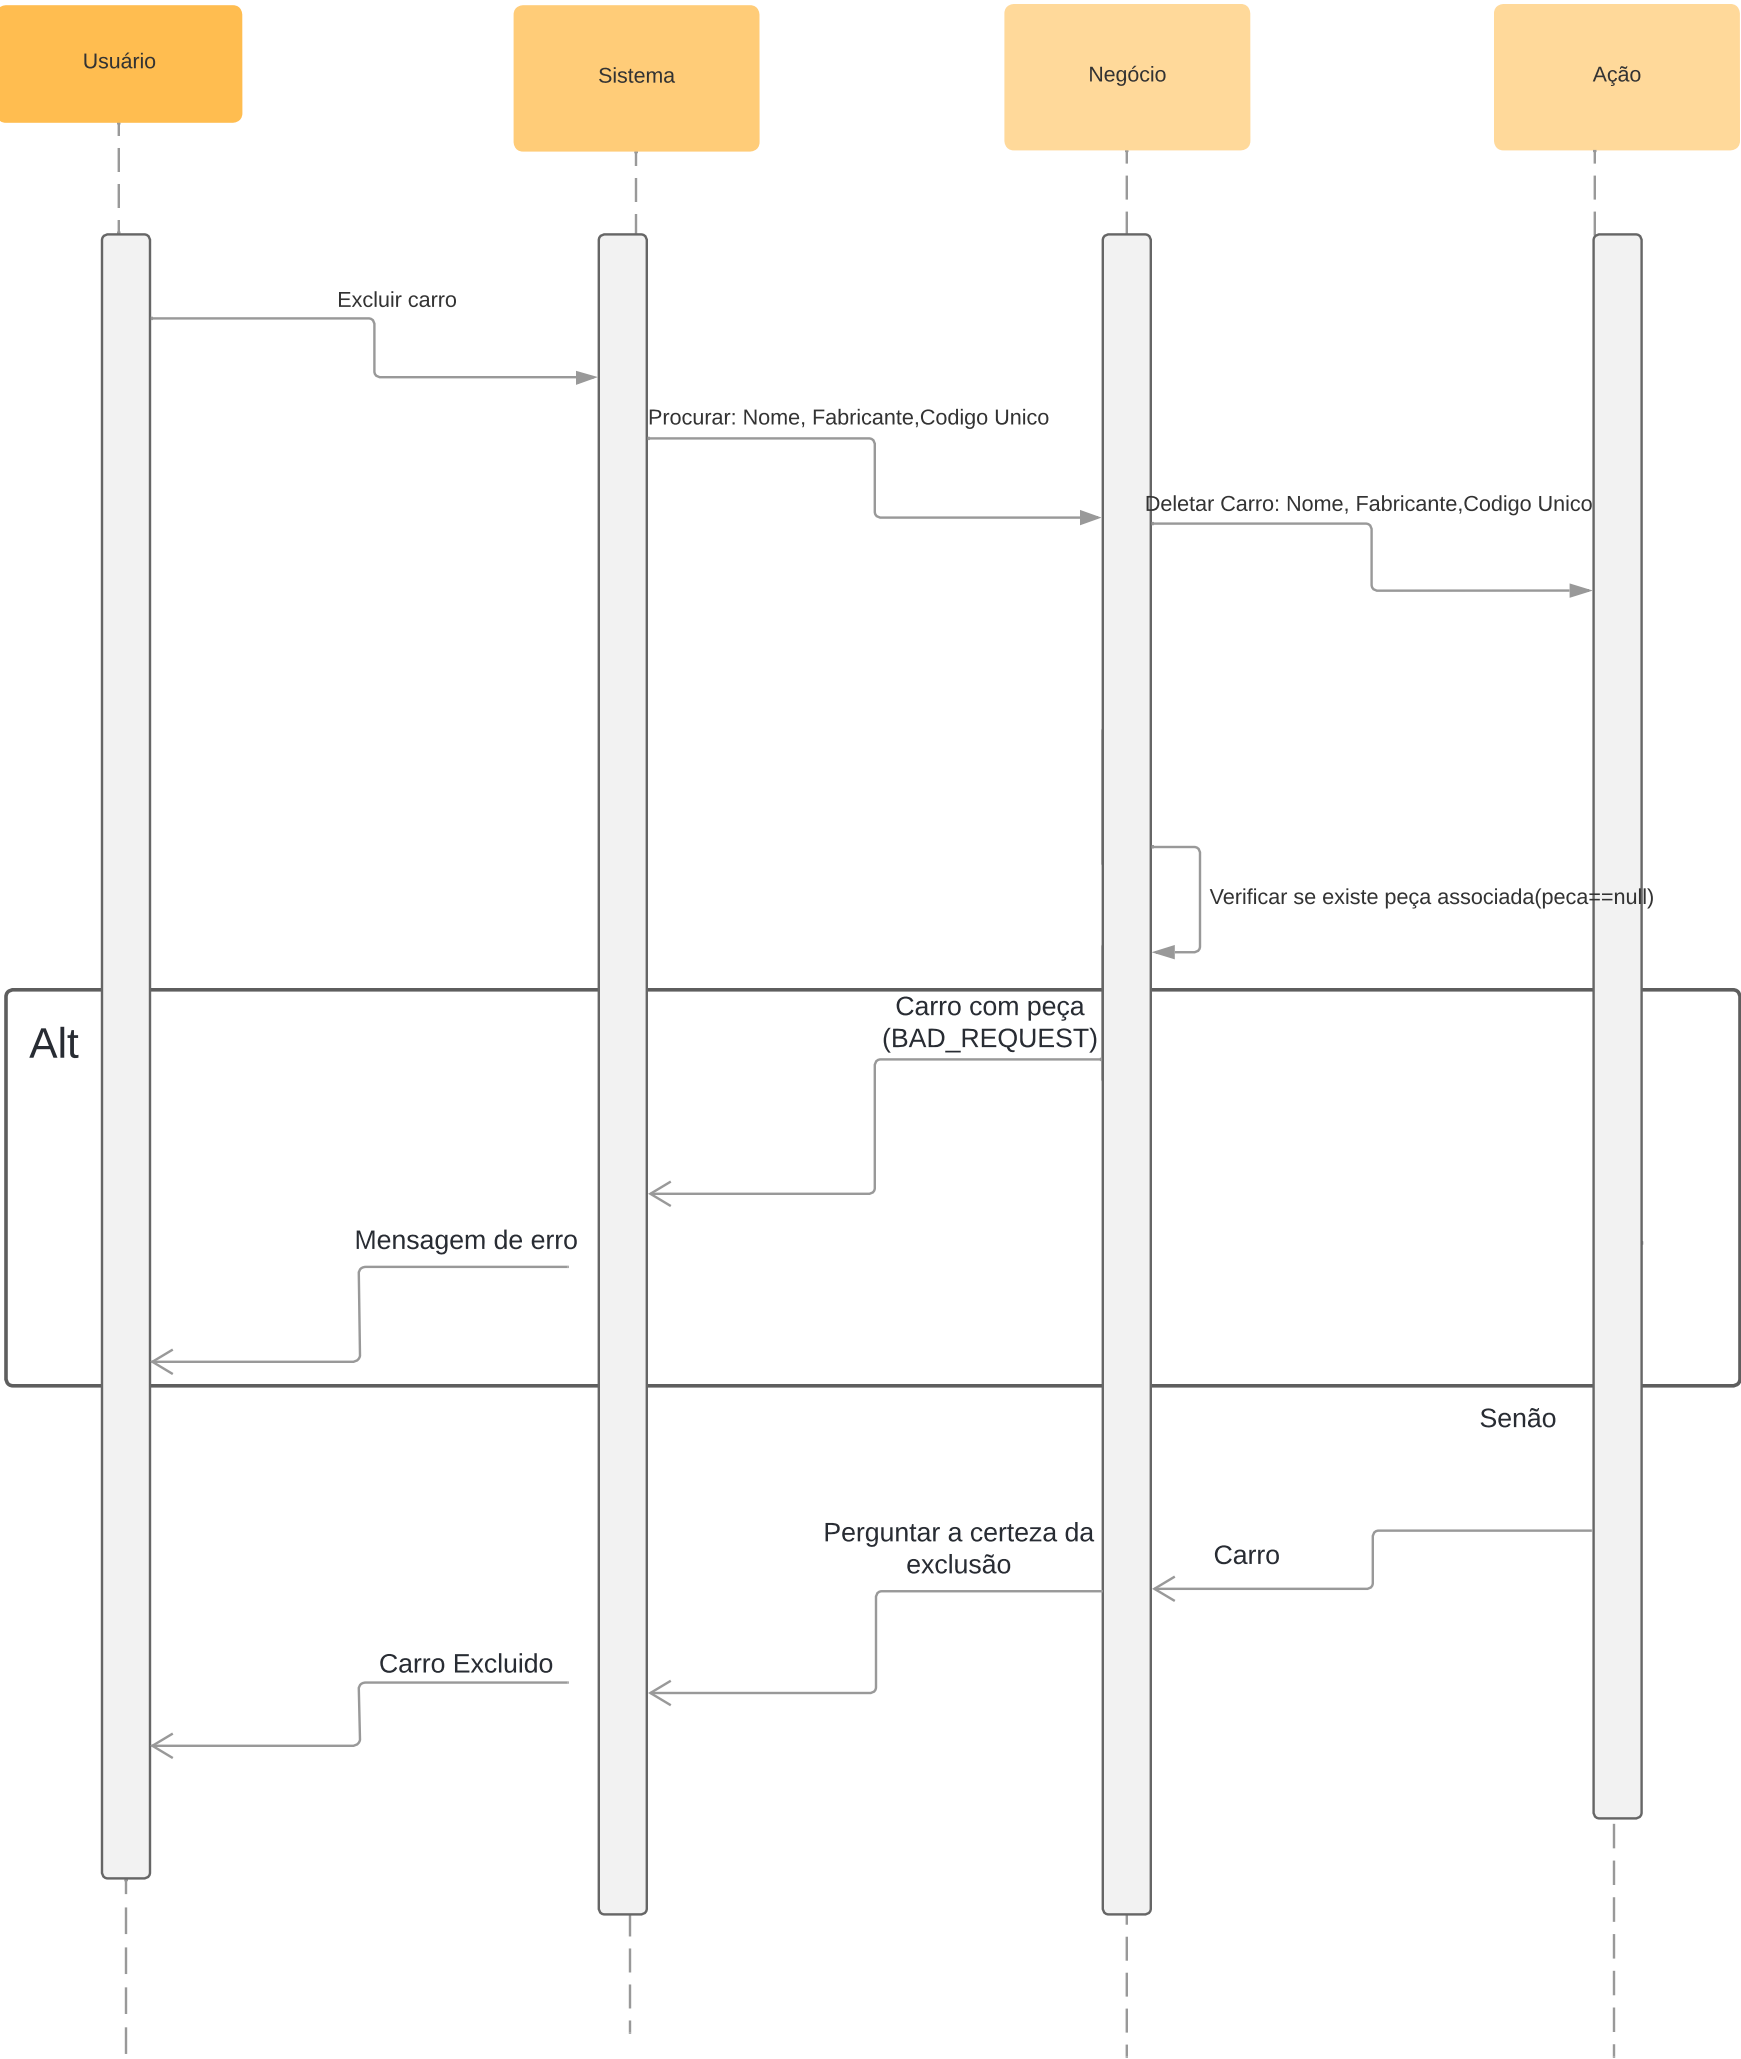 Usuário
Sistema
Negócio
Ação
Excluir carro
Procurar: Nome, Fabricante,Codigo Unico
Deletar Carro: Nome, Fabricante,Codigo Unico
Verificar se existe peça associada(peca==null)
Alt
Carro com peça
(BAD_REQUEST)
Mensagem de erro
Senão
Perguntar a certeza da
exclusão
Carro
Carro Excluido